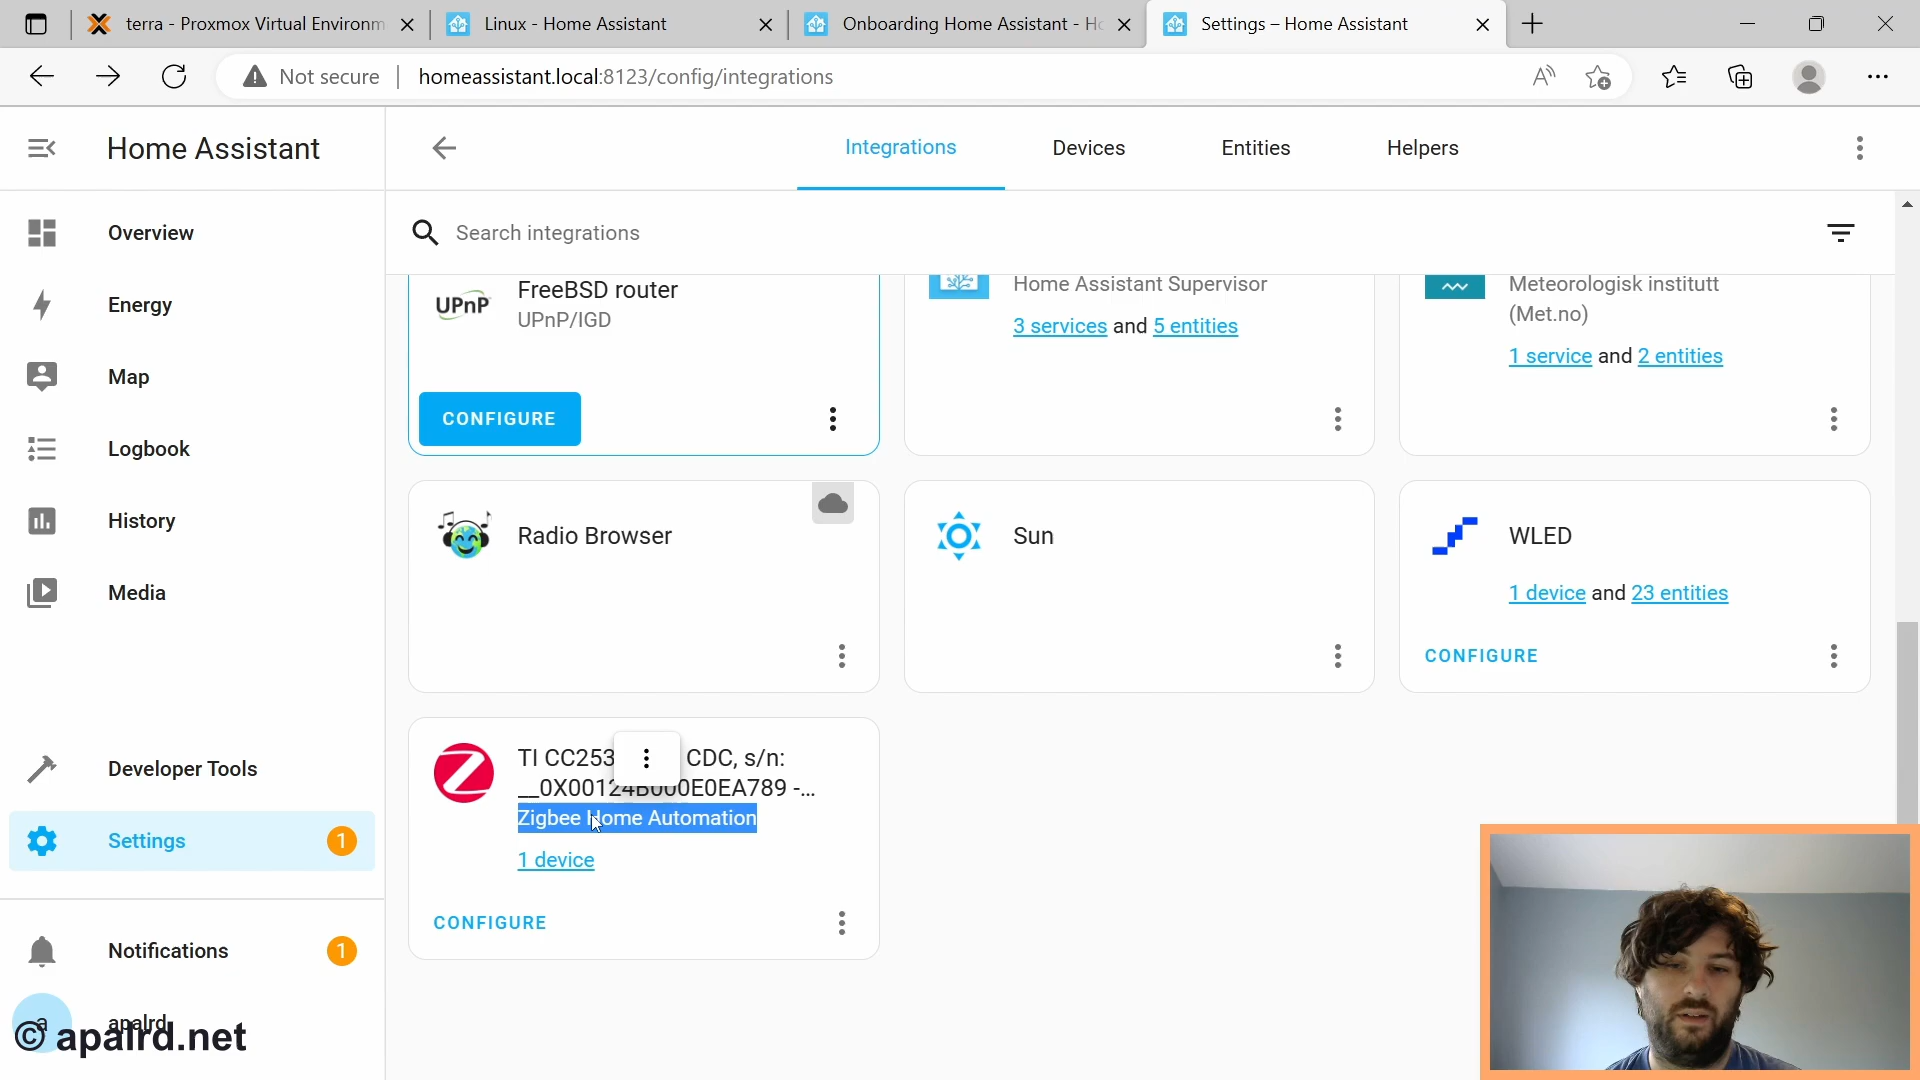 terra - Proxmox Virtual Environm
Linux - Home Assistant
Onboarding Home Assistant - Ho
Settings – Home Assistant
Not secure
homeassistant.local:8123/config/integrations
Home Assistant
Integrations
Devices
Entities
Helpers
Search integrations
Overview
Energy
Map
Logbook
History
Media
Developer Tools
Settings
1
Notifications
1
a
apalrd
© apalrd.net
UPnP
FreeBSD router
UPnP/IGD
CONFIGURE
Home Assistant Supervisor
3 services and 5 entities
Meteorologisk institutt
(Met.no)
1 service and 2 entities
Radio Browser
Sun
WLED
1 device and 23 entities
CONFIGURE
TI CC253 CDC, s/n:
__0X00124B000E0EA789 -...
Zigbee Home Automation
1 device
CONFIGURE